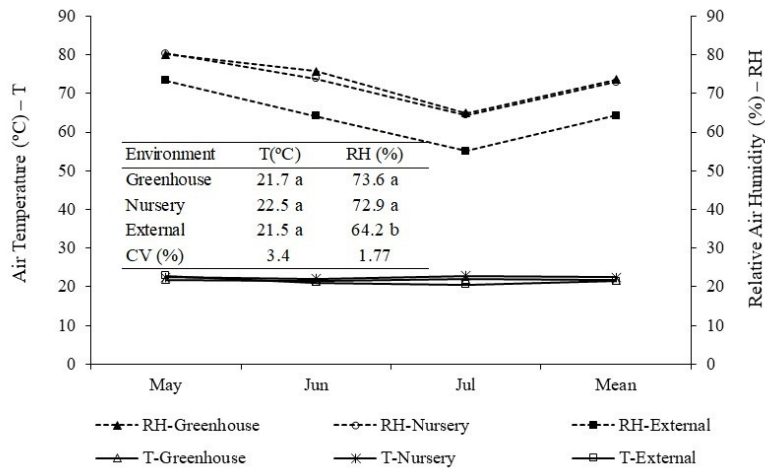 90 90
80 80
70 70
60 60
50 50
40 40
30 30
20 20
10 10
0 0
Air Temperature (ºC) – T
Relative Air Humidity (%) – RH
Environment T(ºC) RH (%)
Greenhouse 21.7 a 73.6 a
Nursery 22.5 a 72.9 a
External 21.5 a 64.2 b
CV (%) 3.4 1.77
May Jun Jul Mean
RH-Greenhouse RH-Nursery RH-External
T-Greenhouse T-Nursery T-External